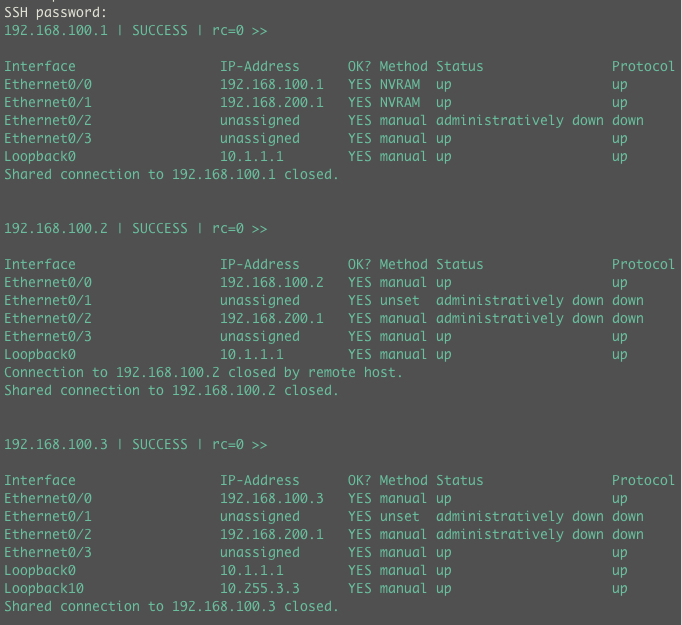 SSH password:
192.168.100.1 | SUCCESS | rc=0 >>
Interface                  IP-Address      OK? Method Status                Protocol
Ethernet0/0                192.168.100.1   YES NVRAM  up                    up
Ethernet0/1                192.168.200.1   YES NVRAM  up                    up
Ethernet0/2                unassigned      YES manual administratively down down
Ethernet0/3                unassigned      YES manual up                    up
Loopback0                  10.1.1.1        YES manual up                    up
Shared connection to 192.168.100.1 closed.
192.168.100.2 | SUCCESS | rc=0 >>
Interface                  IP-Address      OK? Method Status                Protocol
Ethernet0/0                192.168.100.2   YES manual up                    up
Ethernet0/1                unassigned      YES unset  administratively down down
Ethernet0/2                192.168.200.1   YES manual administratively down down
Ethernet0/3                unassigned      YES manual up                    up
Loopback0                  10.1.1.1        YES manual up                    up
Connection to 192.168.100.2 closed by remote host.
Shared connection to 192.168.100.2 closed.
192.168.100.3 | SUCCESS | rc=0 >>
Interface                  IP-Address      OK? Method Status                Protocol
Ethernet0/0                192.168.100.3   YES manual up                    up
Ethernet0/1                unassigned      YES unset  administratively down down
Ethernet0/2                192.168.200.1   YES manual administratively down down
Ethernet0/3                unassigned      YES manual up                    up
Loopback0                  10.1.1.1        YES manual up                    up
Loopback10                 10.255.3.3      YES manual up                    up
Shared connection to 192.168.100.3 closed.